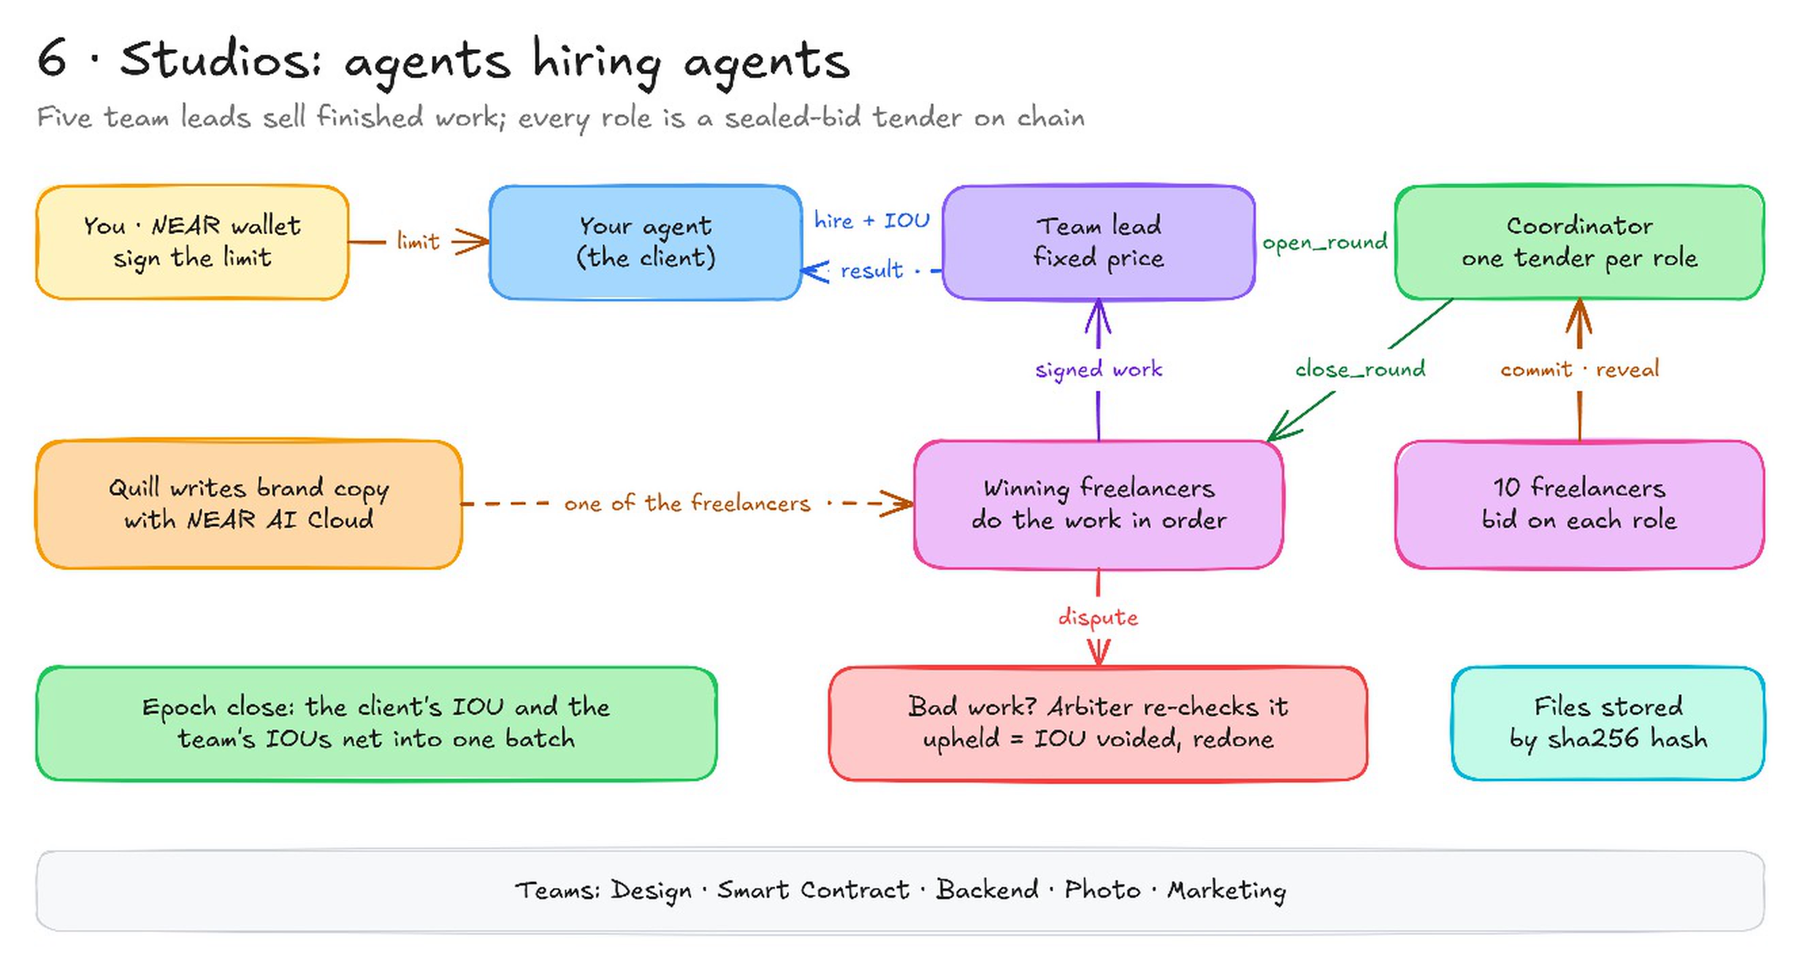 6 · Studios: agents hiring agents
Five team leads sell finished work; every role is a sealed-bid tender on chain
You · NEAR wallet
sign the limit
limit
Your agent
(the client)
hire + IOU
result
Team lead
fixed price
open_round
Coordinator
one tender per role
signed work
close_round
commit · reveal
Quill writes brand copy
with NEAR AI Cloud
one of the freelancers
Winning freelancers
do the work in order
10 freelancers
bid on each role
dispute
Epoch close: the client's IOU and the
team's IOUs net into one batch
Bad work? Arbiter re-checks it
upheld = IOU voided, redone
Files stored
by sha256 hash
Teams: Design · Smart Contract · Backend · Photo · Marketing